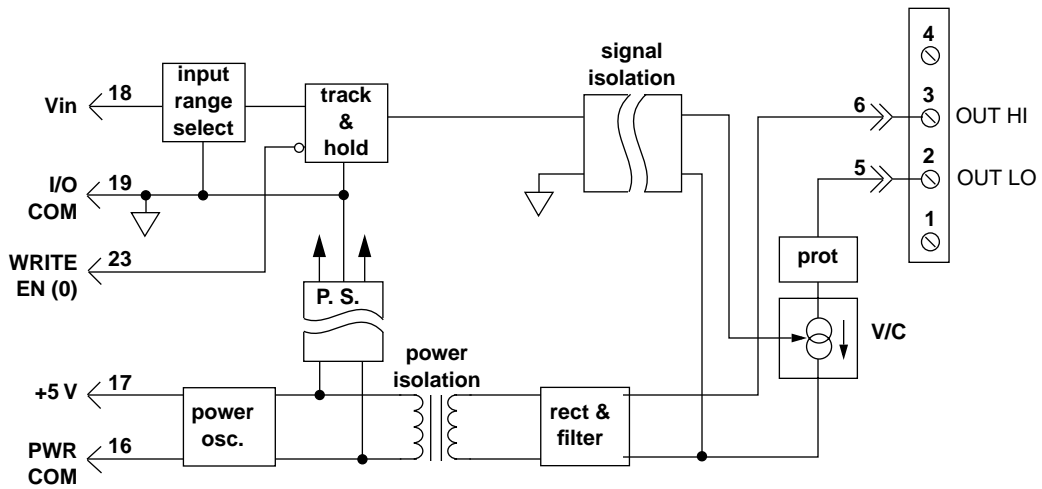 signal
isolation
4
input
range
select
track
&
hold
Vin
18
6
3
OUT HI
I/O
COM
19
5
2
OUT LO
WRITE
EN (0)
23
1
prot
P. S.
V/C
power
isolation
+5 V
17
power
osc.
rect &
filter
PWR
COM
16